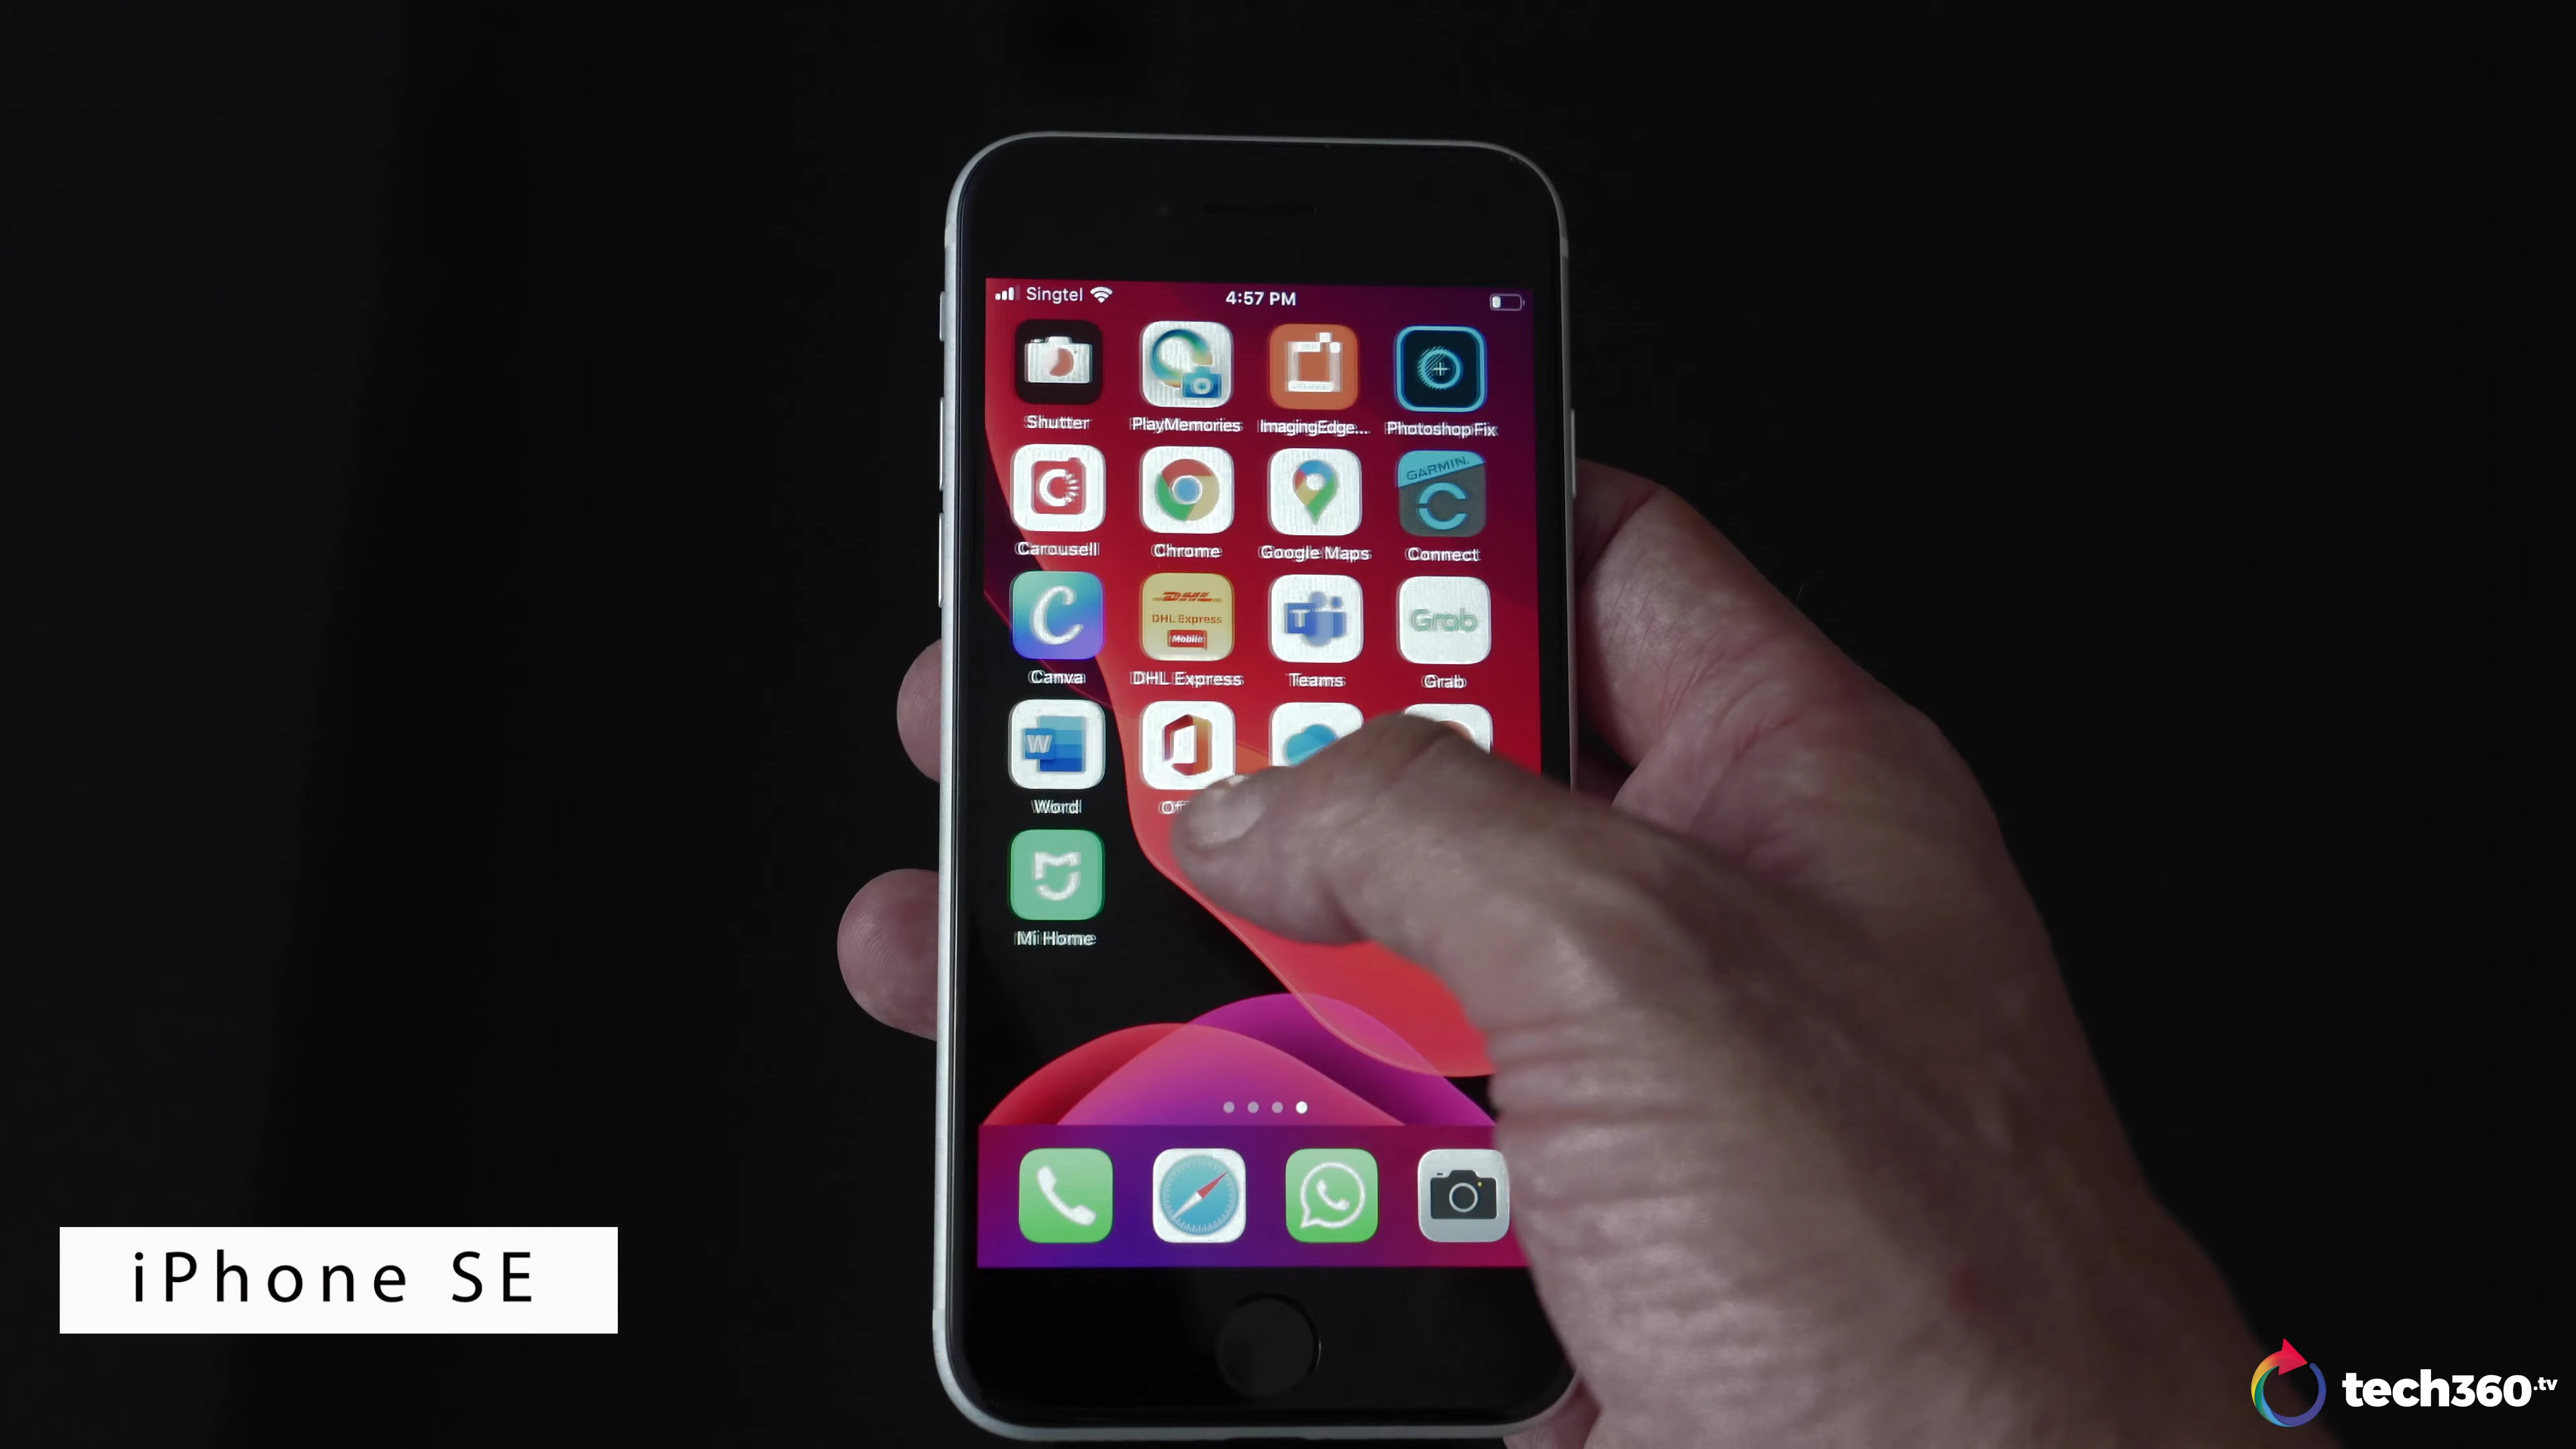 Singtel 4:57 PM
Shutter PlayMemories ImagingEdge... Photoshop Fix
GARMIN.
Carousell Chrome Google Maps Connect
DHL
DHL Express
Mobile
Grab
Canva DHL Express Teams Grab
W
Word
Mi Home
iPhone SE
tech360.tv